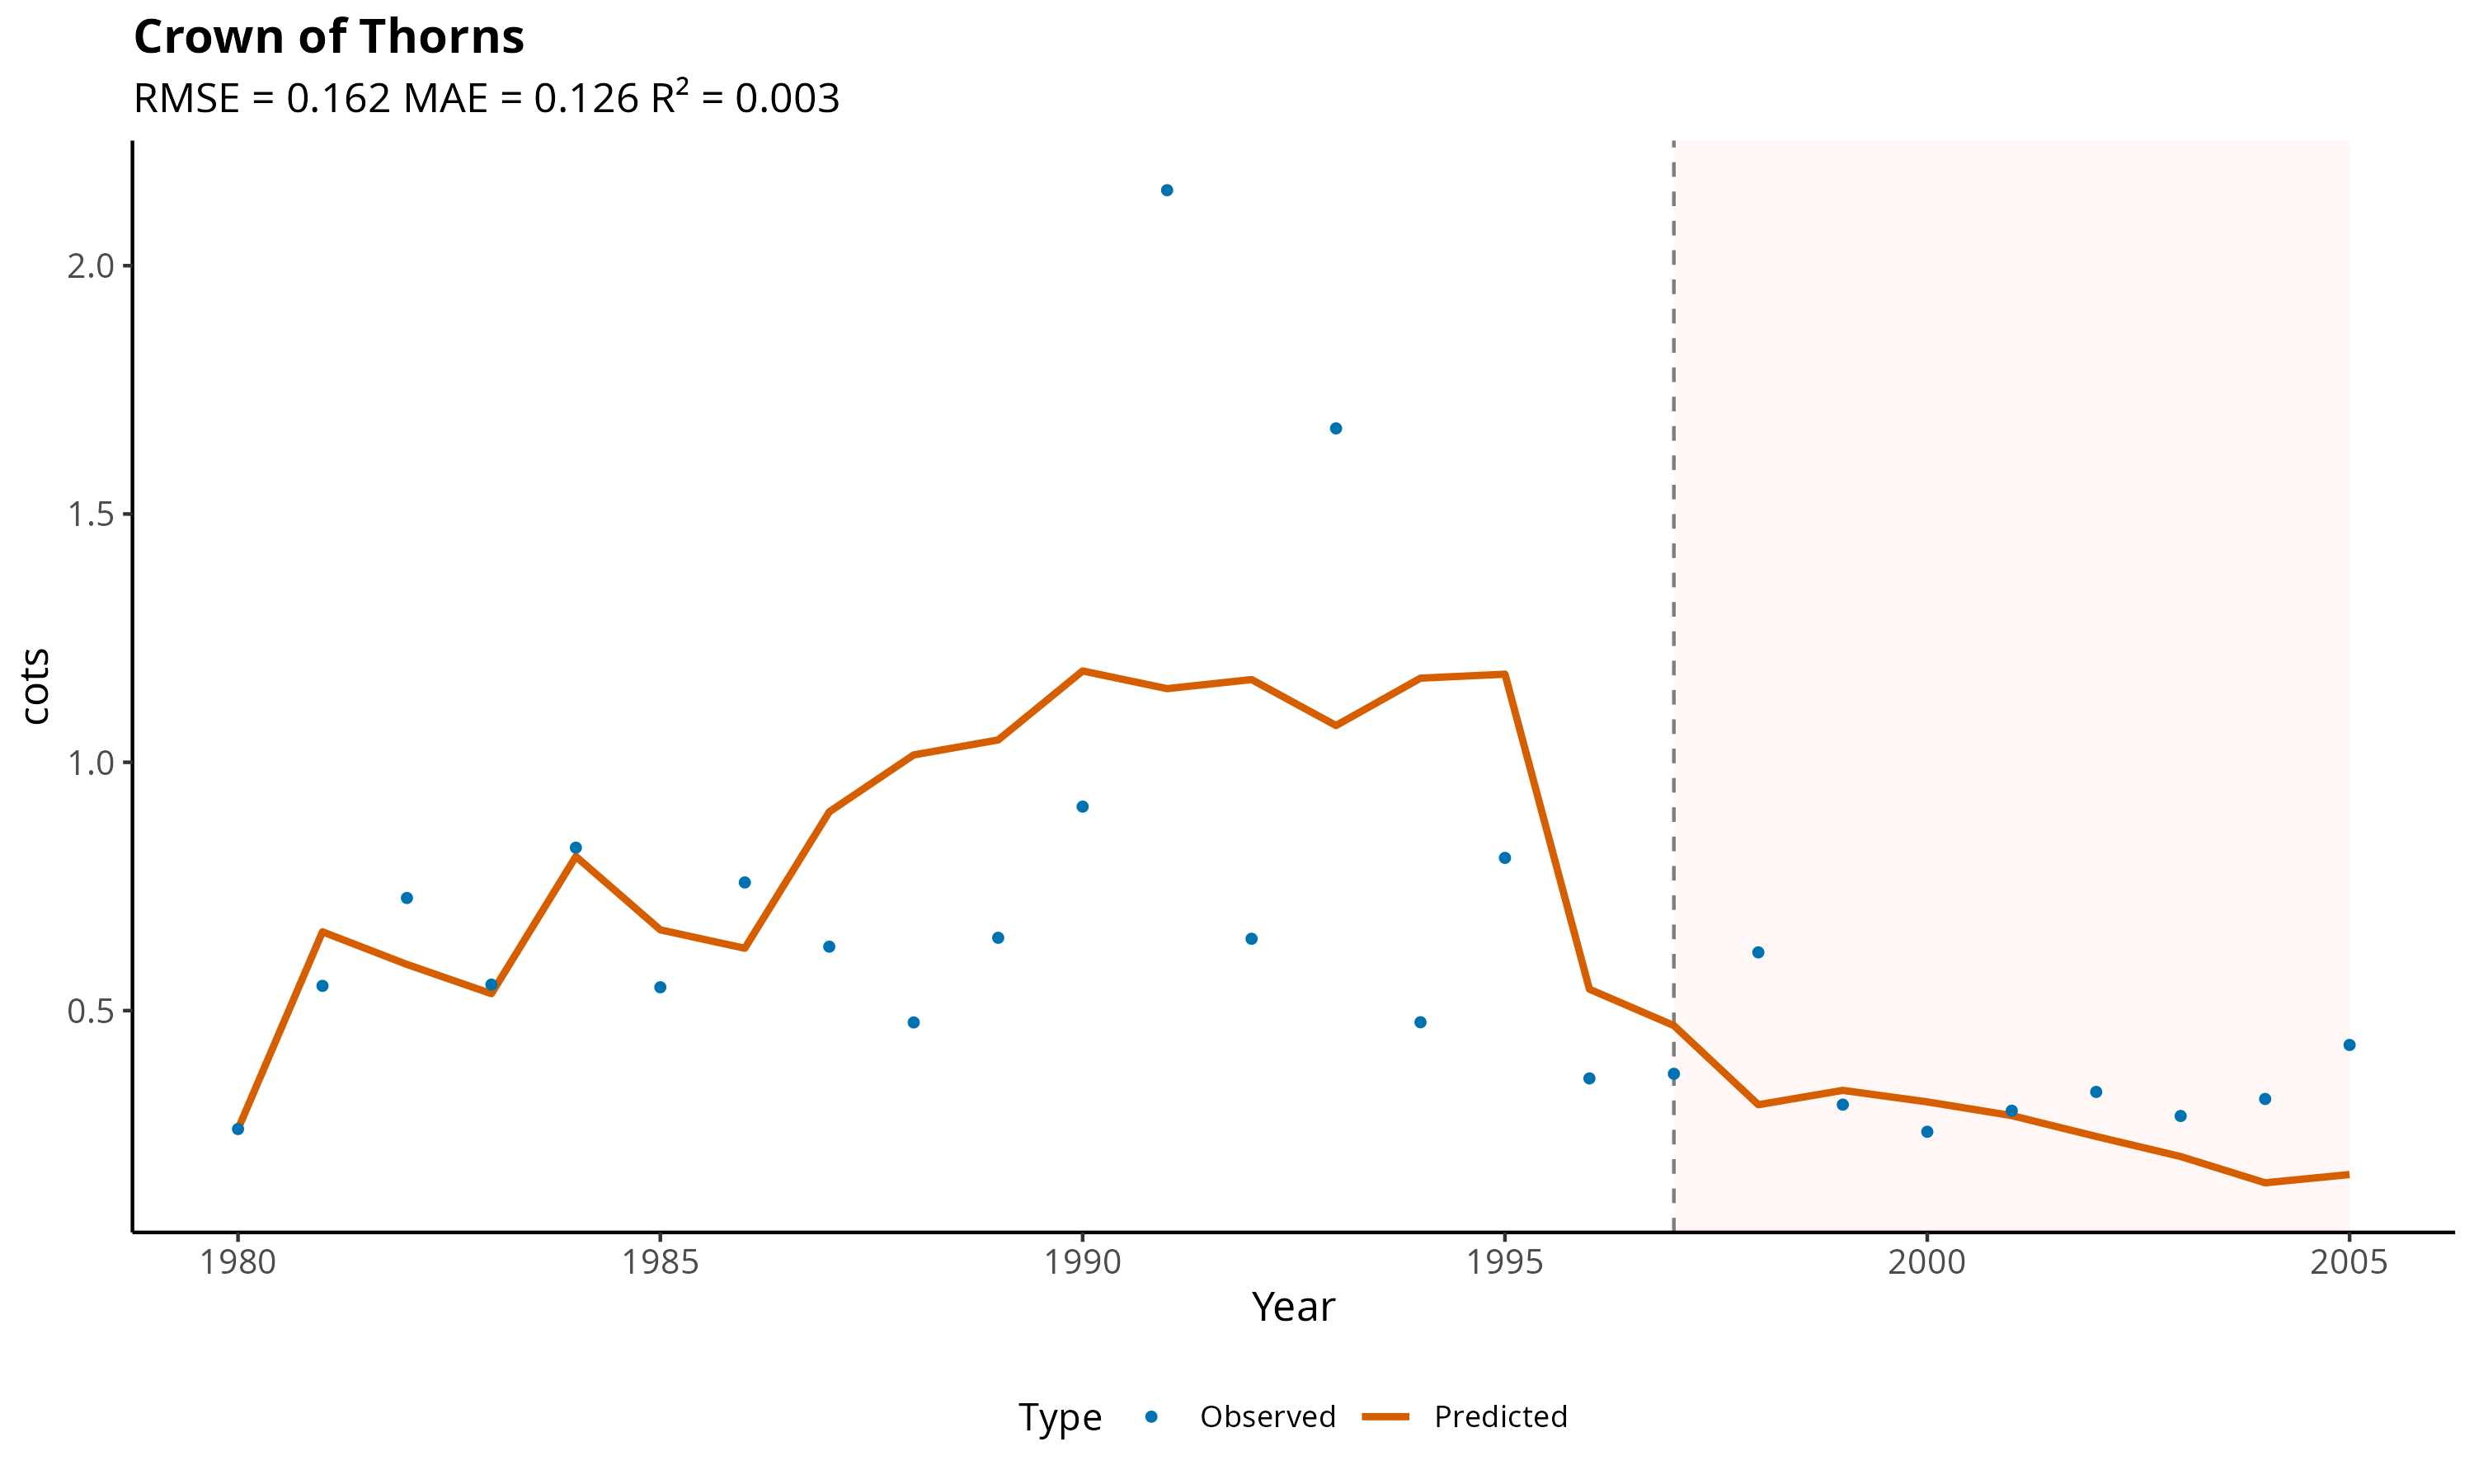 Crown of Thorns
RMSE = 0.162 MAE = 0.126 R² = 0.003
2.0
1.5
1.0
0.5
cots
1980 1985 1990 1995 2000 2005
Year
Type Observed Predicted